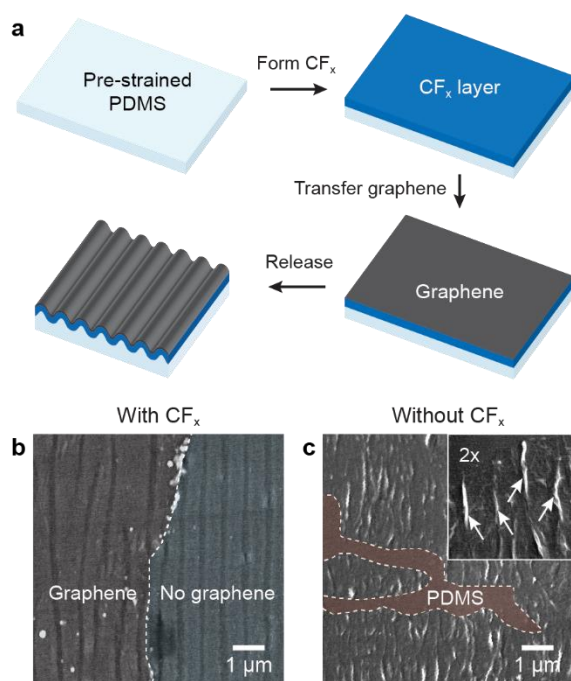 a
Pre-strained
PDMS
Form CFₓ
CFₓ layer
Transfer graphene
Release
Graphene
With CFₓ
Without CFₓ
b
c
2x
Graphene
No graphene
PDMS
1 µm
1 µm